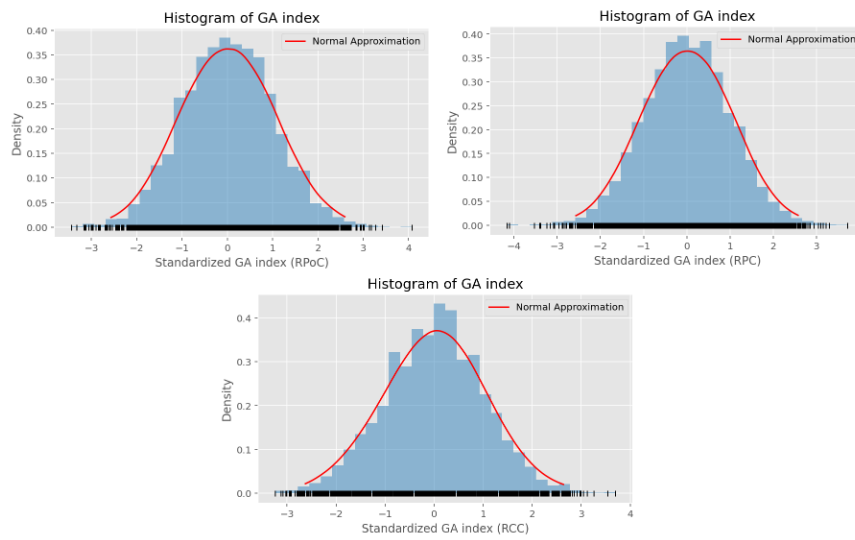 Histogram of GA index
Normal Approximation
Density
0.40
0.35
0.30
0.25
0.20
0.15
0.10
0.05
0.00
−3 −2 −1 0 1 2 3 4
Standardized GA index (RPoC)
Histogram of GA index
Normal Approximation
Density
0.40
0.35
0.30
0.25
0.20
0.15
0.10
0.05
0.00
−4 −3 −2 −1 0 1 2 3
Standardized GA index (RPC)
Histogram of GA index
Normal Approximation
Density
0.4
0.3
0.2
0.1
0.0
−3 −2 −1 0 1 2 3 4
Standardized GA index (RCC)